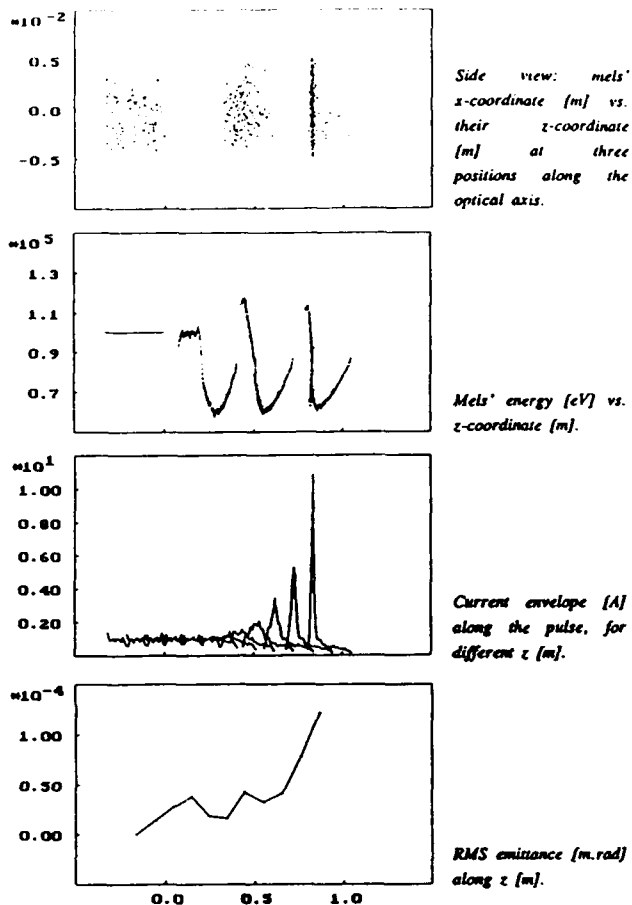 *10-2
0.5
0.0
-0.5
Side view: mels'
x-coordinate [m] vs.
their z-coordinate
[m] at three
positions along the
optical axis.
*10 5
1.3
1.1
0.9
0.7
Mels' energy [eV] vs.
z-coordinate [m].
*10 1
1.00
0.80
0.60
0.40
0.20
Current envelope [A]
along the pulse, for
different z [m].
*10-4
1.00
0.50
0.00
RMS emittance [m.rad]
along z [m].
0.0 0.5 1.0